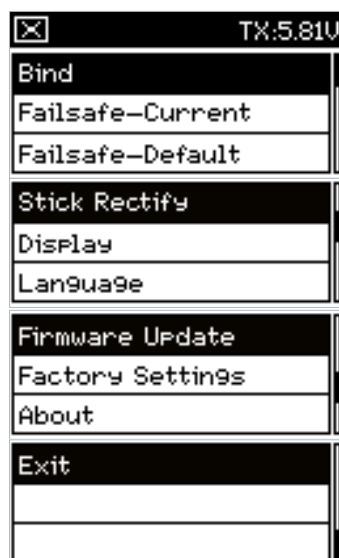 TX:5.81V
Bind
Failsafe-Current
Failsafe-Default
Stick Rectify
Display
Language
Firmware Update
Factory Settings
About
Exit